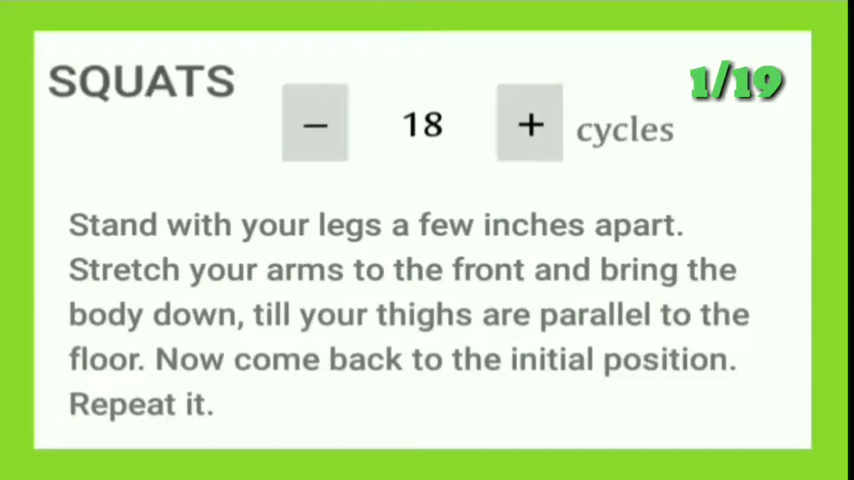 SQUATS
1/19
− 18 + cycles
Stand with your legs a few inches apart.
Stretch your arms to the front and bring the
body down, till your thighs are parallel to the
floor. Now come back to the initial position.
Repeat it.